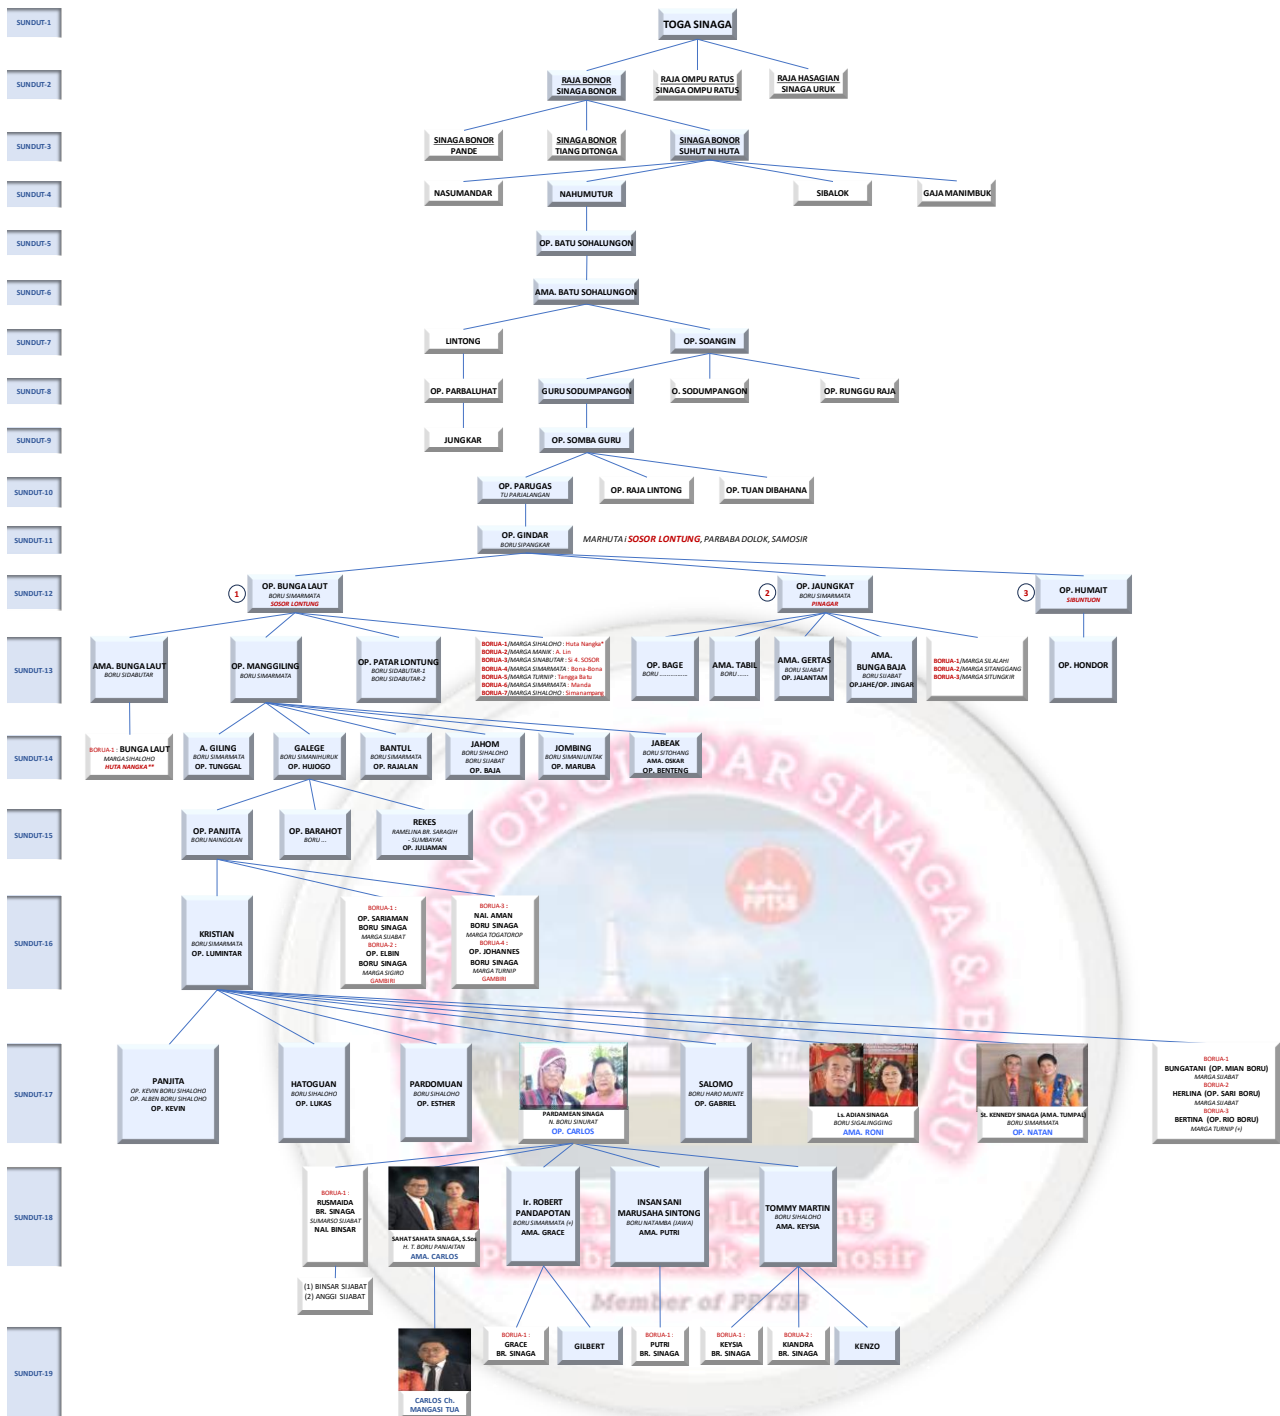 SUNDUT-1
TOGA SINAGA
SUNDUT-2
RAJA BONOR
SINAGA BONOR
RAJA OMPU RATUS
SINAGA OMPU RATUS
RAJA HASAGIAN
SINAGA URUK
SUNDUT-3
SINAGA BONOR
PANDE
SINAGA BONOR
TIANG DITONGA
SINAGA BONOR
SUHUT NI HUTA
SUNDUT-4
NASUMANDAR
NAHUMUTUR
SIBALOK
GAJA MANIMBUK
SUNDUT-5
OP. BATU SOHALUNGON
SUNDUT-6
AMA. BATU SOHALUNGON
SUNDUT-7
LINTONG
OP. SOANGIN
SUNDUT-8
OP. PARBALUHAT
GURU SODUMPANGON
O. SODUMPANGON
OP. RUNGGU RAJA
SUNDUT-9
JUNGKAR
OP. SOMBA GURU
SUNDUT-10
OP. PARUGAS
TU PARJALANGAN
OP. RAJA LINTONG
OP. TUAN DIBAHANA
SUNDUT-11
OP. GINDAR
BORU SIPANGKAR
MARHUTA i SOSOR LONTUNG, PARBABA DOLOK, SAMOSIR
SUNDUT-12
1
OP. BUNGA LAUT
BORU SIMARMATA
SOSOR LONTUNG
2
OP. JAUNGKAT
BORU SIMARMATA
PINAGAR
3
OP. HUMAIT
SIBUNTUON
SUNDUT-13
AMA. BUNGA LAUT
BORU SIDABUTAR
OP. MANGGILING
BORU SIMARMATA
OP. PATAR LONTUNG
BORU SIDABUTAR-1
BORU SIDABUTAR-2
BORUA-1/MARGA SIHALOHO : Huta Nangka*
BORUA-2/MARGA MANIK : A. Lin
BORUA-3/MARGA SINABUTAR : Si 4. SOSOR
BORUA-4/MARGA SIMARMATA : Bona-Bona
BORUA-5/MARGA TURNIP : Tangga Batu
BORUA-6/MARGA SIMARMATA : Manda
BORUA-7/MARGA SIHALOHO : Simanampang
OP. BAGE
BORU ................
AMA. TABIL
BORU ......
AMA. GERTAS
BORU SIJABAT
OP. JALANTAM
AMA.
BUNGA BAJA
BORU SIJABAT
OP.JAHE/OP. JINGAR
BORUA-1/MARGA SILALAHI
BORUA-2/MARGA SITANGGANG
BORUA-3/MARGA SITUNGKIR
OP. HONDOR
SUNDUT-14
BORUA-1 : BUNGA LAUT
MARGA SIHALOHO
HUTA NANGKA**
A. GILING
BORU SIMARMATA
OP. TUNGGAL
GALEGE
BORU SIMANIHURUK
OP. HUJOGO
BANTUL
BORU SIMARMATA
OP. RAJALAN
JAHOM
BORU SIHALOHO
BORU SIJABAT
OP. BAJA
JOMBING
BORU SIMANJUNTAK
OP. MARUBA
JABEAK
BORU SITOHANG
AMA. OSKAR
OP. BENTENG
SUNDUT-15
OP. PANJITA
BORU NAINGOLAN
OP. BARAHOT
BORU ...
REKES
RAMELINA BR. SARAGIH
- SUMBAYAK
OP. JULIAMAN
SUNDUT-16
KRISTIAN
BORU SIMARMATA
OP. LUMINTAR
BORUA-1 :
OP. SARIAMAN
BORU SINAGA
MARGA SIJABAT
BORUA-2 :
OP. ELBIN
BORU SINAGA
MARGA SIGIRO
GAMBIRI
BORUA-3 :
NAI. AMAN
BORU SINAGA
MARGA TOGATOROP
BORUA-4 :
OP. JOHANNES
BORU SINAGA
MARGA TURNIP
GAMBIRI
SUNDUT-17
PANJITA
OP. KEVIN BORU SIHALOHO
OP. ALBEN BORU SIHALOHO
OP. KEVIN
HATOGUAN
BORU SIHALOHO
OP. LUKAS
PARDOMUAN
BORU SIHALOHO
OP. ESTHER
PARDAMEAN SINAGA
N. BORU SINURAT
OP. CARLOS
SALOMO
BORU HARO MUNTE
OP. GABRIEL
Ls. ADIAN SINAGA
BORU SIGALINGGING
AMA. RONI
St. KENNEDY SINAGA (AMA. TUMPAL)
BORU SIMARMATA
OP. NATAN
BORUA-1
BUNGATANI (OP. MIAN BORU)
MARGA SIJABAT
BORUA-2
HERLINA (OP. SARI BORU)
MARGA SIJABAT
BORUA-3
BERTINA (OP. RIO BORU)
MARGA TURNIP (+)
SUNDUT-18
BORUA-1 :
RUSMAIDA
BR. SINAGA
SUMARSO SIJABAT
NAI. BINSAR
SAHAT SAHATA SINAGA, S.Sos
H. T. BORU PANJAITAN
AMA. CARLOS
Ir. ROBERT
PANDAPOTAN
BORU SIMARMATA (+)
AMA. GRACE
INSAN SANI
MARUSAHA SINTONG
BORU NATAMBA (JAWA)
AMA. PUTRI
TOMMY MARTIN
BORU SIHALOHO
AMA. KEYSIA
(1) BINSAR SIJABAT
(2) ANGGI SIJABAT
SUNDUT-19
CARLOS Ch.
MANGASI TUA
BORUA-1 :
GRACE
BR. SINAGA
GILBERT
BORUA-1 :
PUTRI
BR. SINAGA
BORUA-1 :
KEYSIA
BR. SINAGA
BORUA-2 :
KIANDRA
BR. SINAGA
KENZO
OP. GINDAR SINAGA & BORU
PPTSB
Member of PPTSB